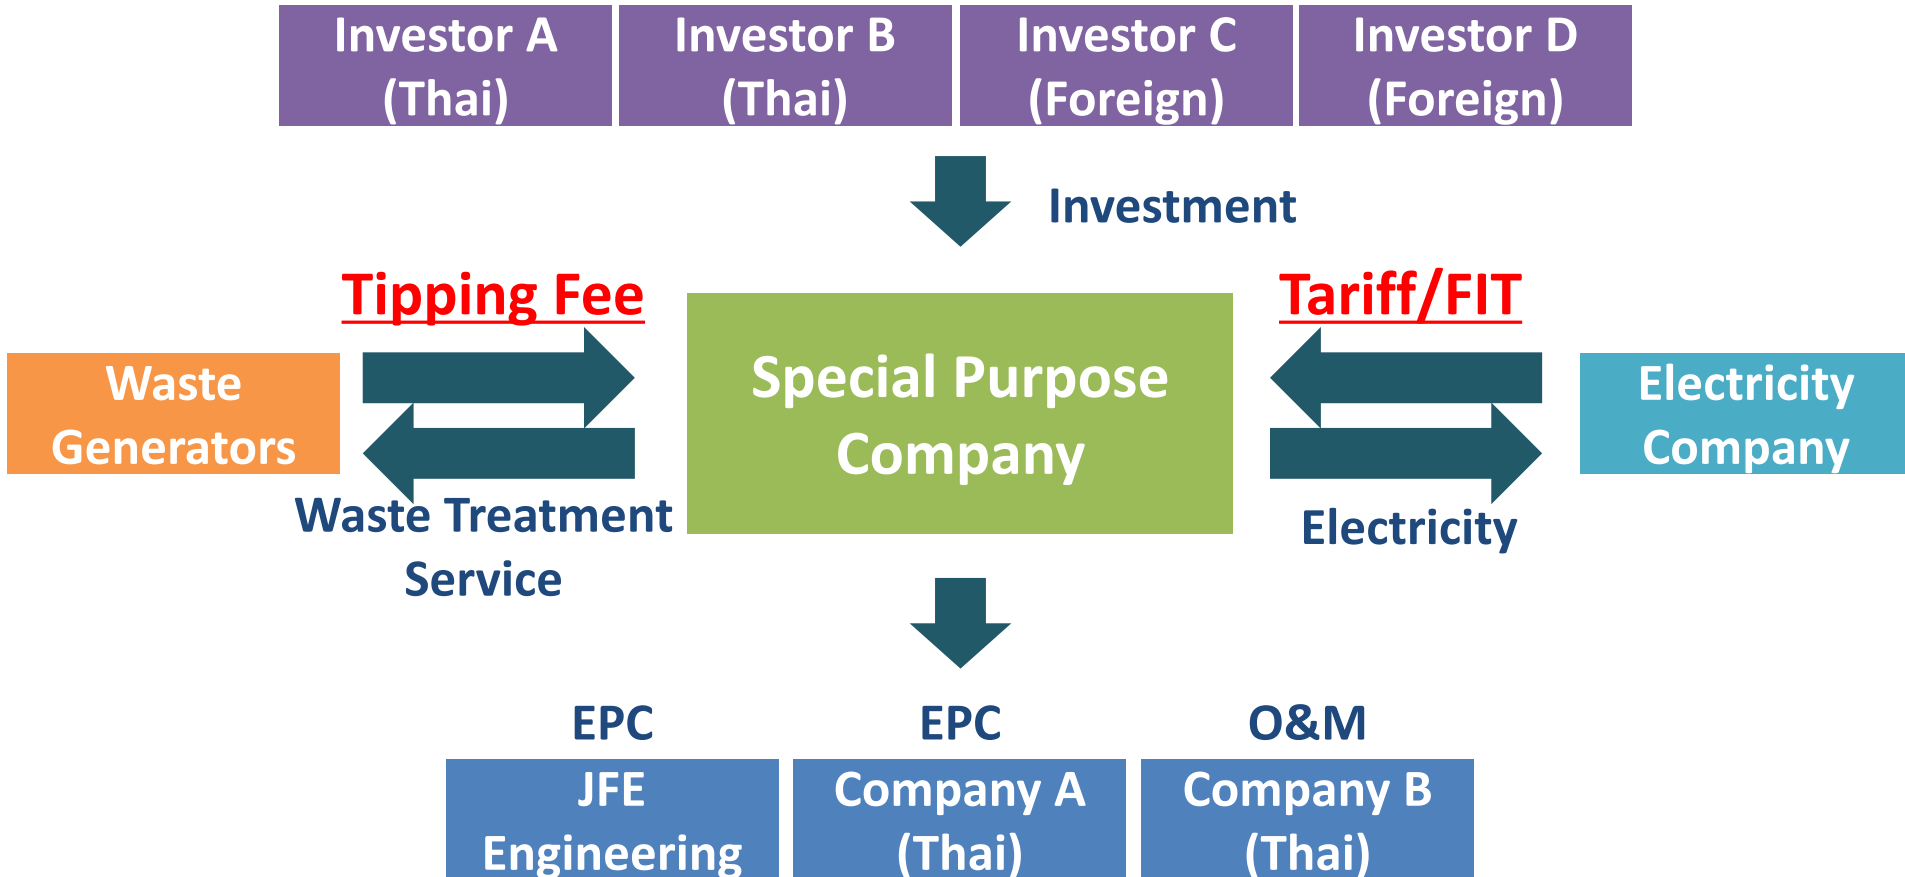 Investor A
(Thai)
Investor B
(Thai)
Investor C
(Foreign)
Investor D
(Foreign)
Investment
Tipping Fee
Tariff/FIT
Waste
Generators
Special Purpose
Company
Electricity
Company
Waste Treatment
Service
Electricity
EPC
EPC
O&M
JFE
Engineering
Company A
(Thai)
Company B
(Thai)